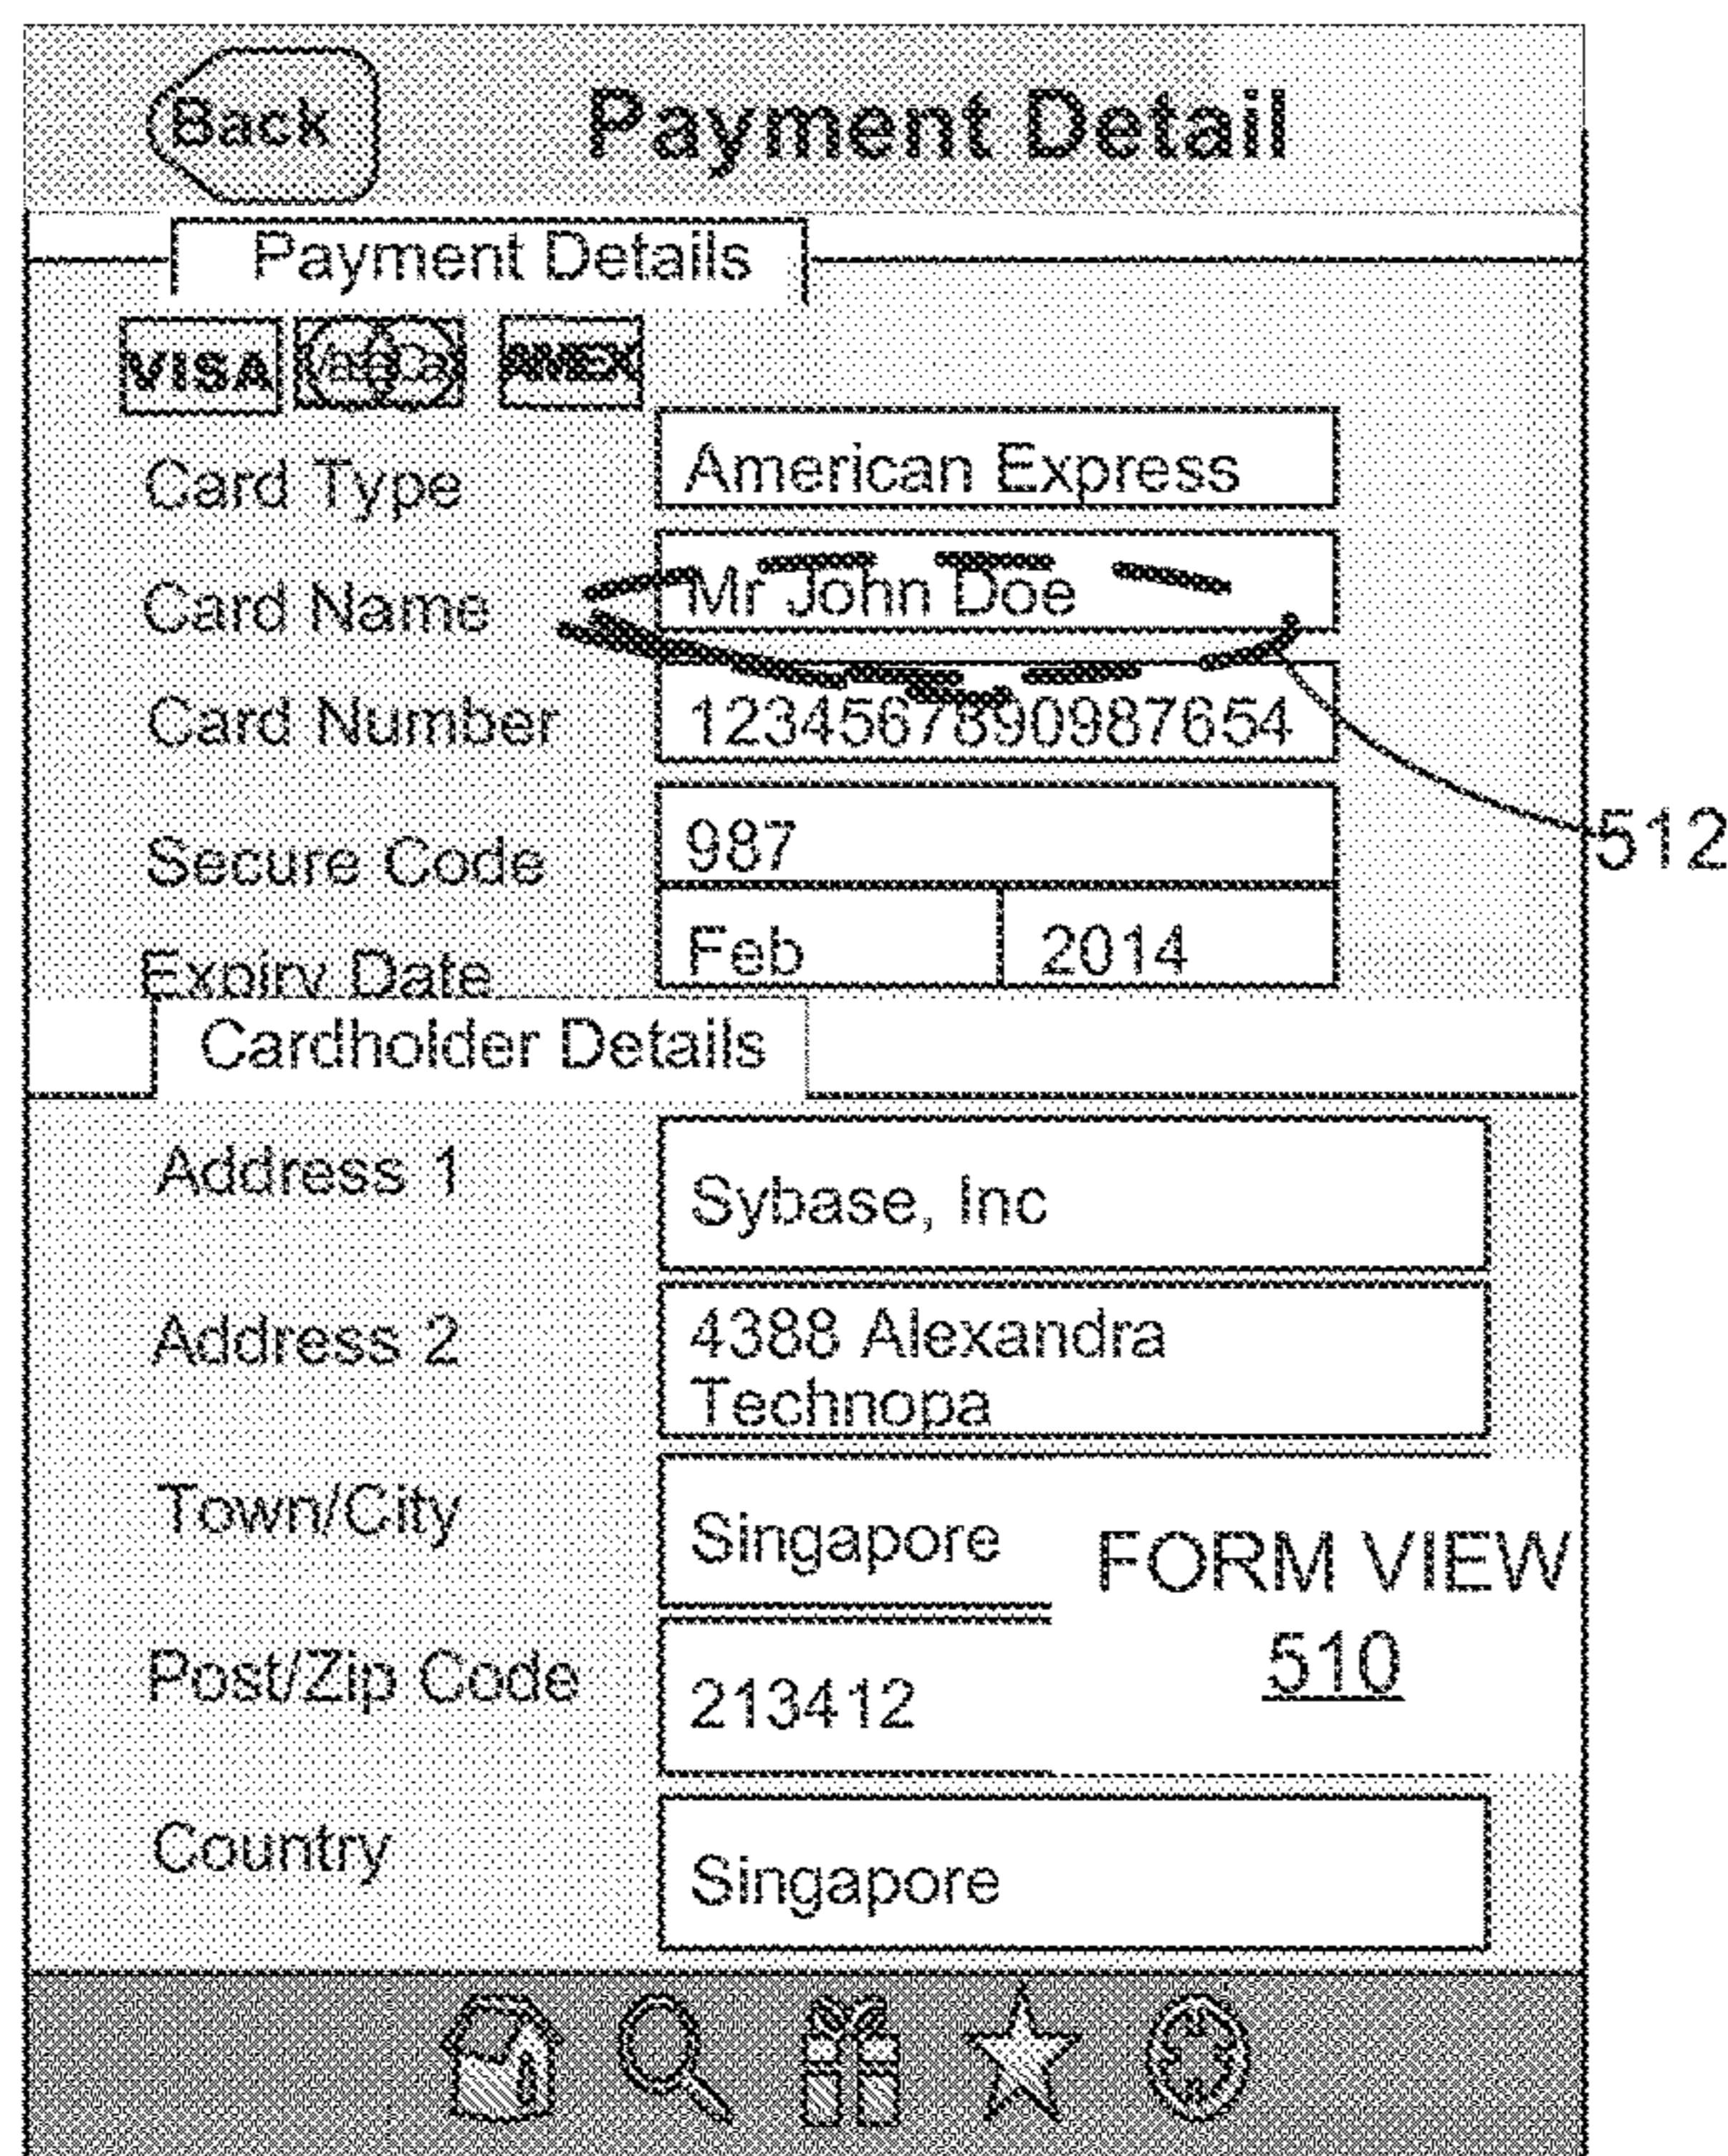 Back Payment Detail
Payment Details
VISA AMEX
Card Type American Express
Card Name Mr John Doe
Card Number 1234567890987654
Secure Code 987
512
Expiry Date Feb 2014
Cardholder Details
Address 1 Sybase, Inc
Address 2 4388 Alexandra
Technopa
Town/City Singapore
FORM VIEW
510
Post/Zip Code 213412
Country Singapore